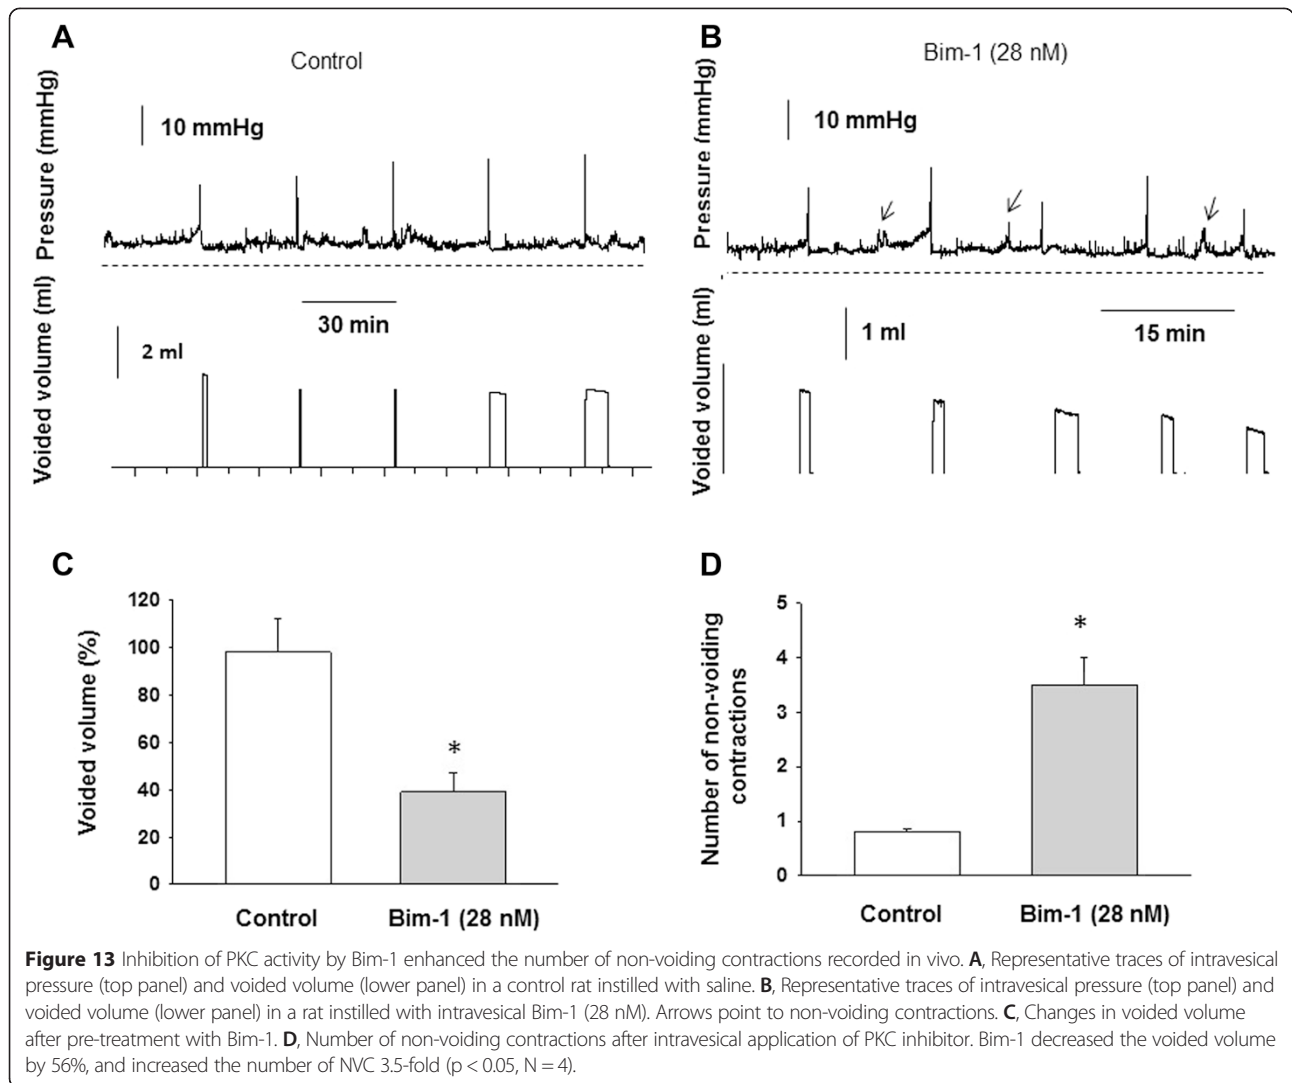 A
Control
Pressure (mmHg)
10 mmHg
Voided volume (ml)
30 min
2 ml
B
Bim-1 (28 nM)
Pressure (mmHg)
10 mmHg
Voided volume (ml)
1 ml
15 min
C
Voided volume (%)
120
100
80
60
40
20
0
*
Control
Bim-1 (28 nM)
D
Number of non-voiding
contractions
5
4
3
2
1
0
*
Control
Bim-1 (28 nM)
Figure 13 Inhibition of PKC activity by Bim-1 enhanced the number of non-voiding contractions recorded in vivo. A, Representative traces of intravesical
pressure (top panel) and voided volume (lower panel) in a control rat instilled with saline. B, Representative traces of intravesical pressure (top panel) and
voided volume (lower panel) in a rat instilled with intravesical Bim-1 (28 nM). Arrows point to non-voiding contractions. C, Changes in voided volume
after pre-treatment with Bim-1. D, Number of non-voiding contractions after intravesical application of PKC inhibitor. Bim-1 decreased the voided volume
by 56%, and increased the number of NVC 3.5-fold (p < 0.05, N = 4).